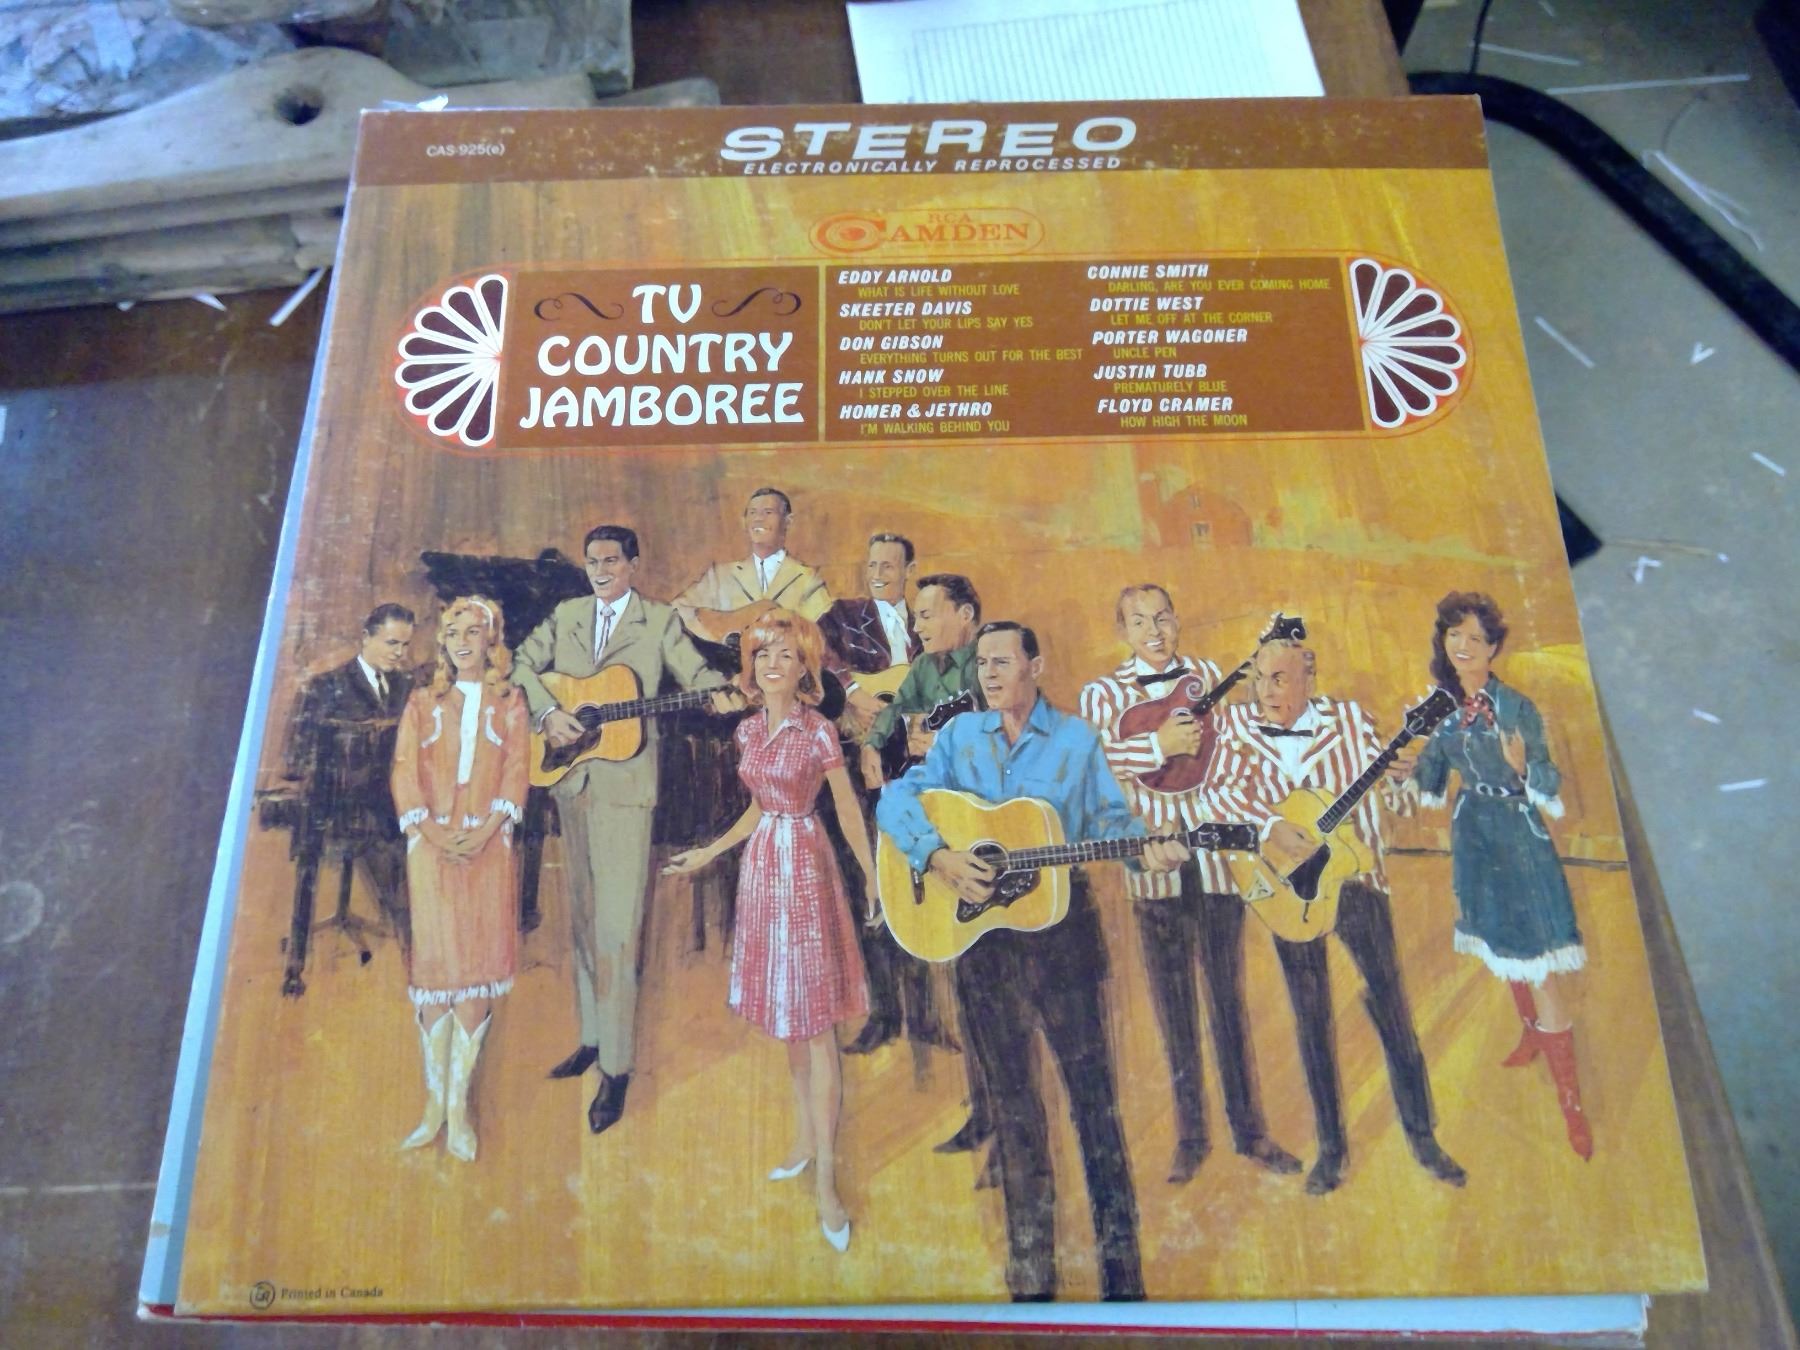 CAS-925(e)
STEREO
ELECTRONICALLY REPROCESSED
RCA
CAMDEN
TV
COUNTRY
JAMBOREE
EDDY ARNOLD
WHAT IS LIFE WITHOUT LOVE
SKEETER DAVIS
DON'T LET YOUR LIPS SAY YES
DON GIBSON
EVERYTHING TURNS OUT FOR THE BEST
HANK SNOW
I STEPPED OVER THE LINE
HOMER & JETHRO
I'M WALKING BEHIND YOU
CONNIE SMITH
DARLING, ARE YOU EVER COMING HOME
DOTTIE WEST
LET ME OFF AT THE CORNER
PORTER WAGONER
UNCLE PEN
JUSTIN TUBB
PREMATURELY BLUE
FLOYD CRAMER
HOW HIGH THE MOON
Printed in Canada